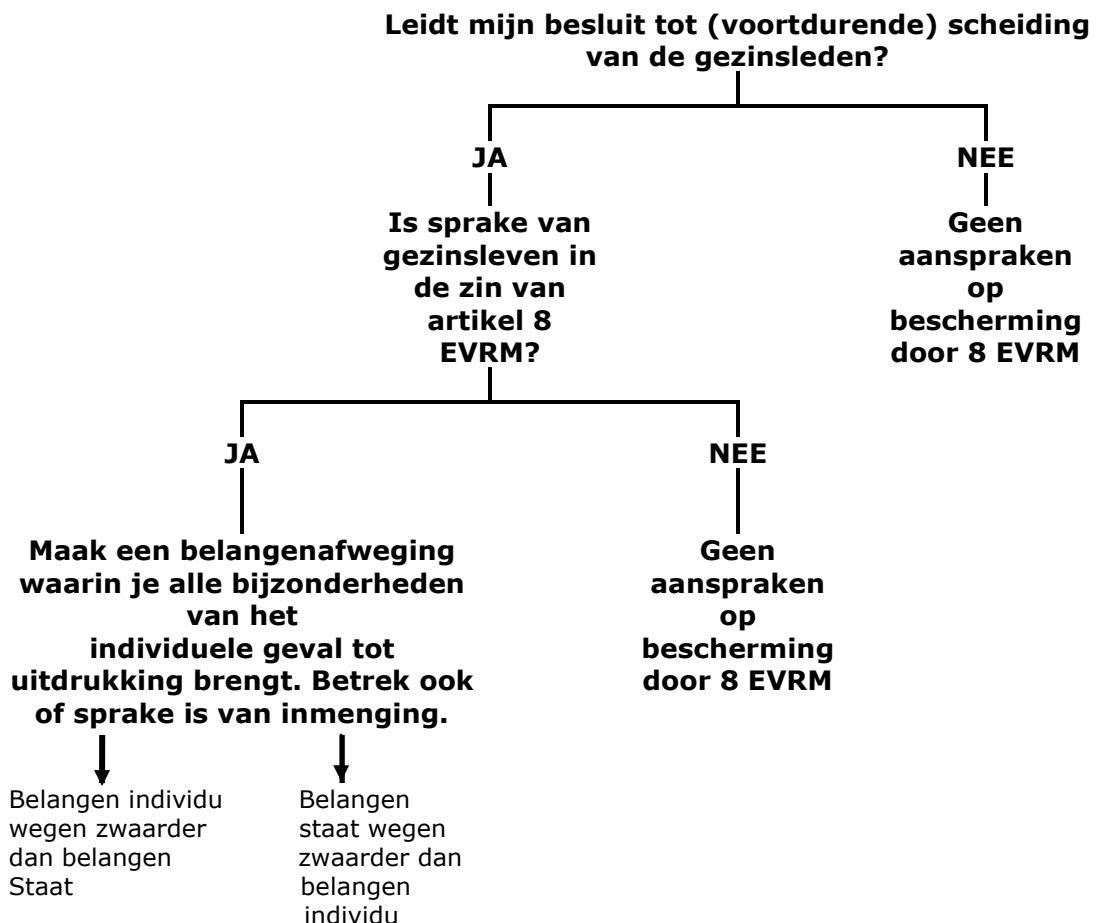 Leidt mijn besluit tot (voortdurende) scheiding
van de gezinsleden?
JA
NEE
Is sprake van
gezinsleven in
de zin van
artikel 8
EVRM?
Geen
aanspraken
op
bescherming
door 8 EVRM
JA
NEE
Maak een belangenafweging
waarin je alle bijzonderheden
van het
individuele geval tot
uitdrukking brengt. Betrek ook
of sprake is van inmenging.
Geen
aanspraken
op
bescherming
door 8 EVRM
Belangen individu
wegen zwaarder
dan belangen
Staat
Belangen
staat wegen
zwaarder dan
belangen
individu